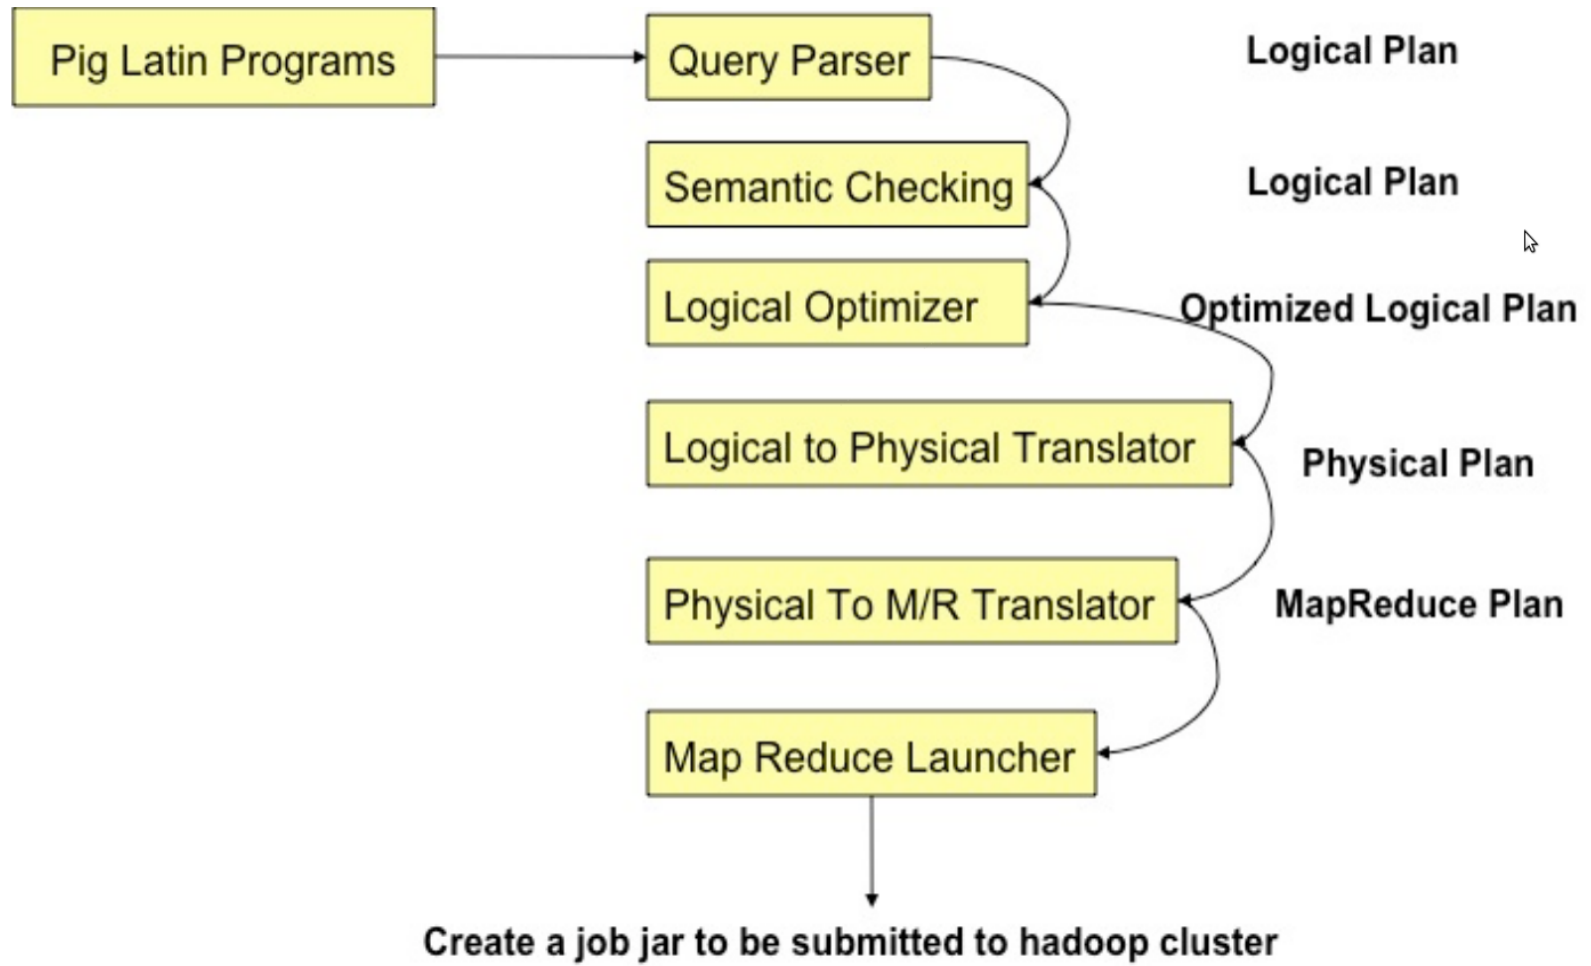 Pig Latin Programs
Query Parser
Logical Plan
Semantic Checking
Logical Plan
Logical Optimizer
Optimized Logical Plan
Logical to Physical Translator
Physical Plan
Physical To M/R Translator
MapReduce Plan
Map Reduce Launcher
Create a job jar to be submitted to hadoop cluster